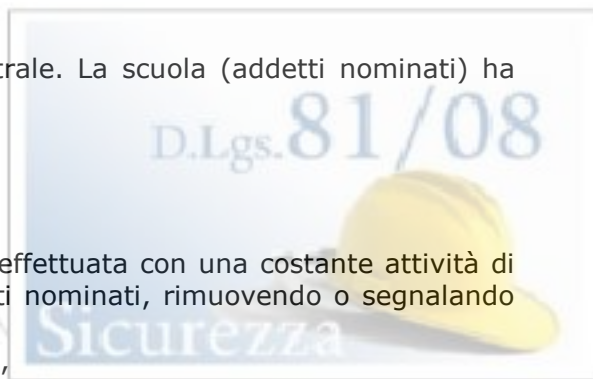 trale. La scuola (addetti nominati) ha
D.Lgs.81/08
effettuata con una costante attività di
ti nominati, rimuovendo o segnalando
Sicurezza
,